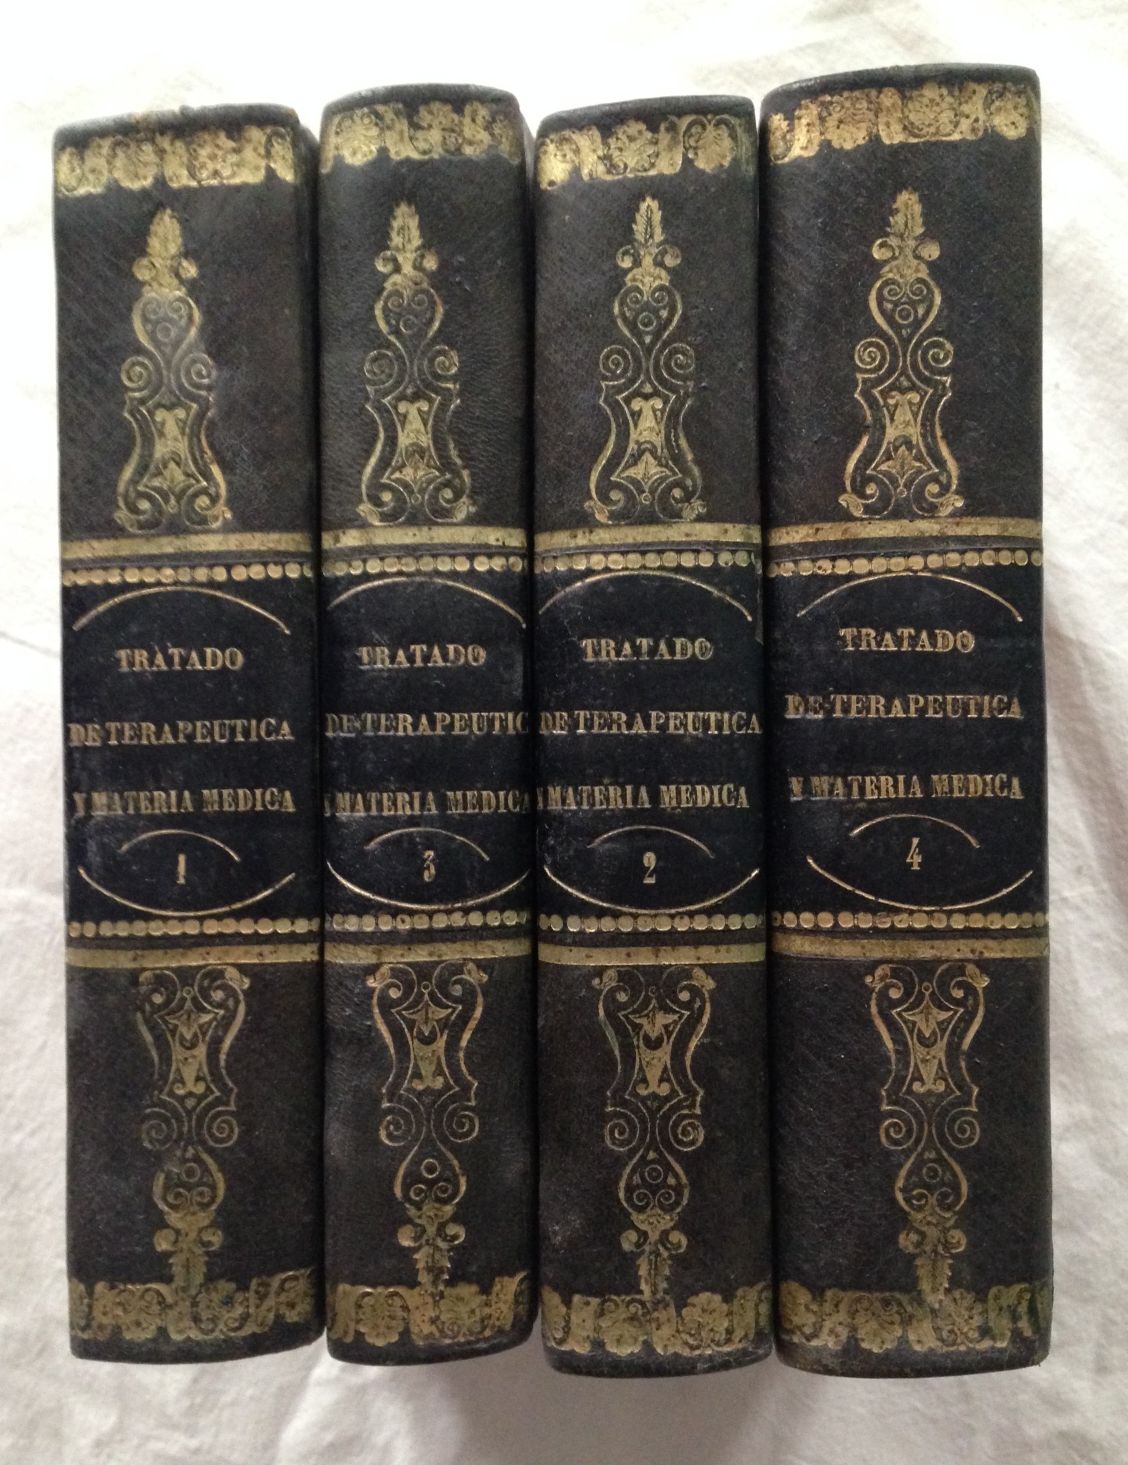 TRATADO
DE TERAPEUTICA
Y MATERIA MEDICA
1
TRATADO
DE TERAPEUTIC
Y MATERIA MEDICA
3
TRATADO
DE TERAPEUTICA
Y MATERIA MEDICA
2
TRATADO
DE TERAPEUTICA
Y MATERIA MEDICA
4